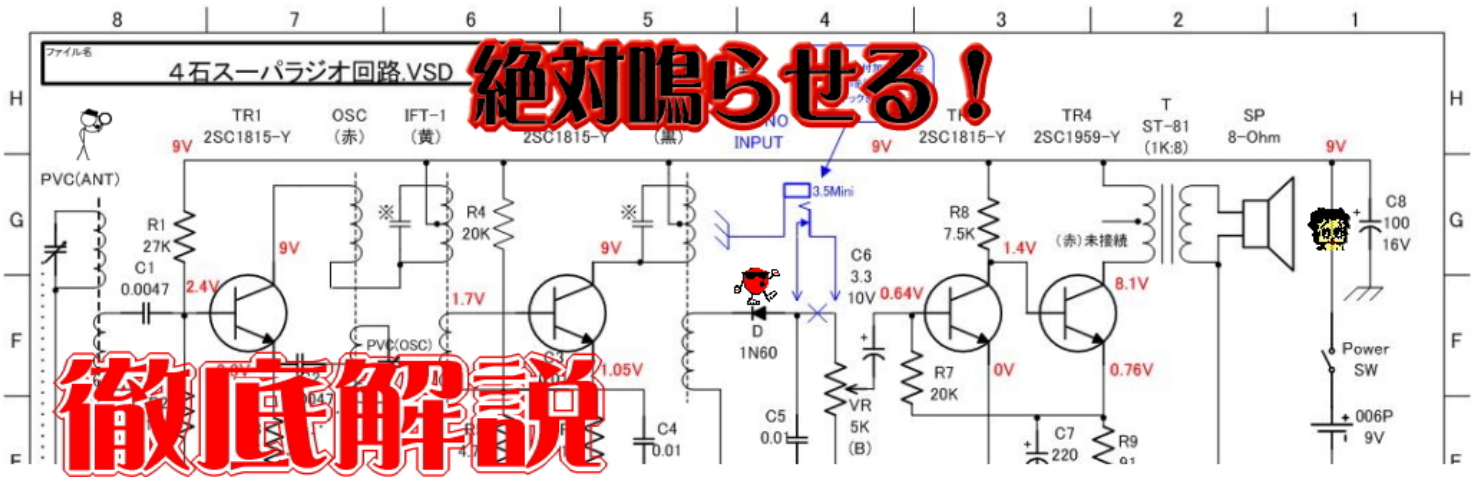 8 7 6 5 4 3 2 1
ファイル名
4石スーパラジオ回路.VSD
絶対鳴らせる!
H
H
TR1
2SC1815-Y
OSC
(赤)
IFT-1
(黄)
2SC1815-Y
(黒)
INPUT
2SC1815-Y
TR4
2SC1959-Y
T
ST-81
(1K:8)
SP
8-Ohm
9V
9V
9V
9V
PVC(ANT)
3.5Mini
G
G
R1
27K
※
R4
20K
※
R8
7.5K
(赤)未接続
C8
100
16V
+
9V
9V
1.4V
C1
0.0047
2.4V
1.7V
C6
3.3
10V
0.64V
8.1V
F
F
PVC(OSC)
D
1N60
+
Power
SW
1.05V
0V
0.76V
R7
20K
VR
5K
(B)
徹底解説
C4
0.01
C5
0.01
C7
220
+
R9
91
006P
9V
+